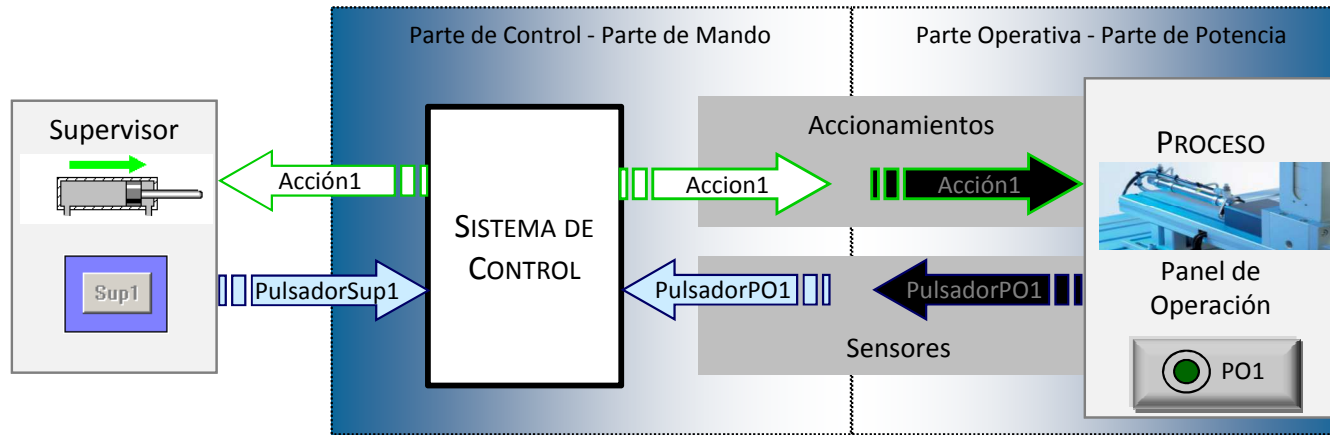 Parte de Control - Parte de Mando
Parte Operativa - Parte de Potencia
Supervisor
Acción1
Sup1
PulsadorSup1
SISTEMA DE
CONTROL
Accionamientos
Accion1
Acción1
PulsadorPO1
PulsadorPO1
Sensores
PROCESO
Panel de
Operación
PO1